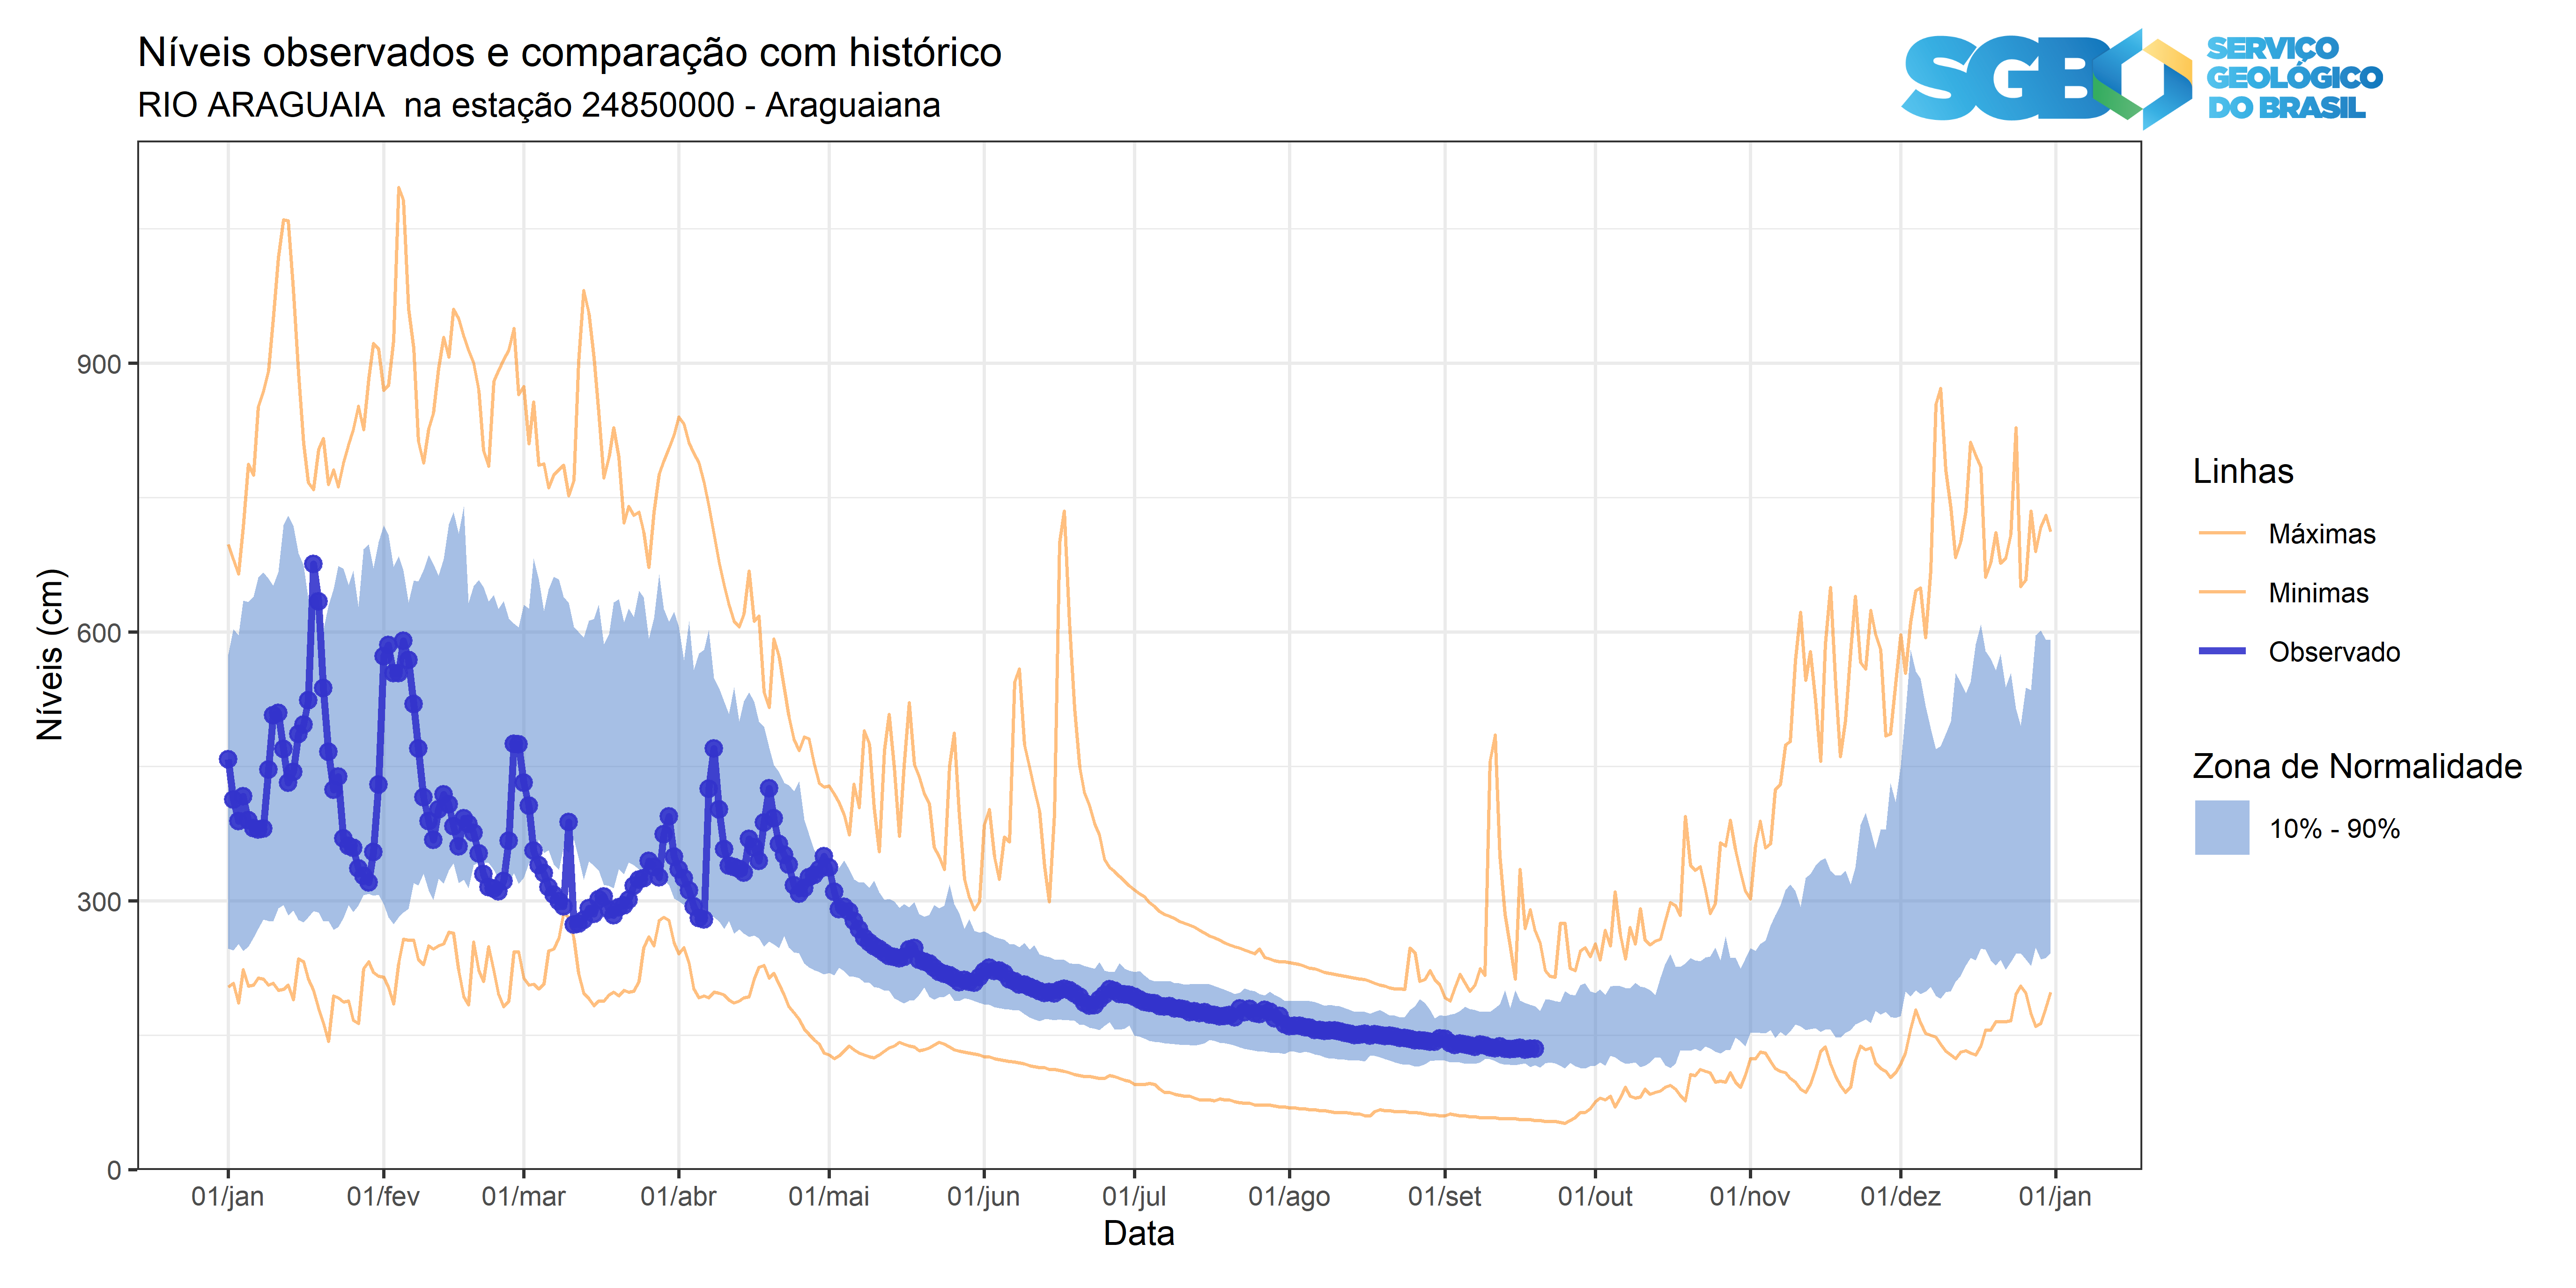 Níveis observados e comparação com histórico
RIO ARAGUAIA  na estação 24850000 - Araguaiana
SGB
SERVIÇO
GEOLÓGICO
DO BRASIL
Níveis (cm)
900
600
300
0
01/jan
01/fev
01/mar
01/abr
01/mai
01/jun
01/jul
01/ago
01/set
01/out
01/nov
01/dez
01/jan
Data
Linhas
Máximas
Minimas
Observado
Zona de Normalidade
10% - 90%